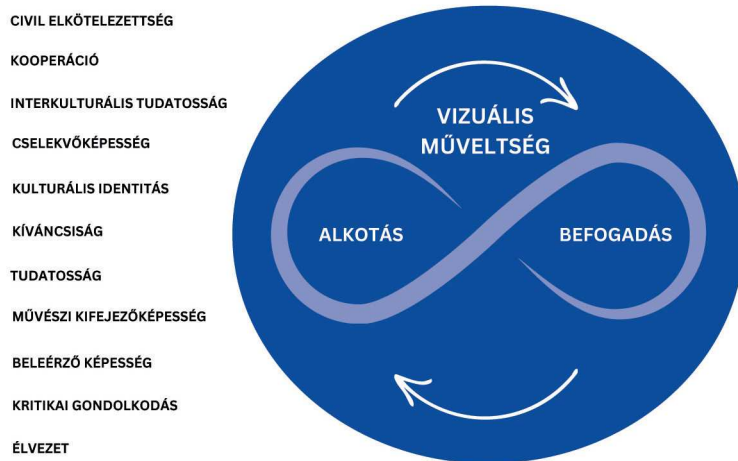 CIVIL ELKÖTELEZETTSÉG
KOOPERÁCIÓ
INTERKULTURÁLIS TUDATOSSÁG
CSELEKVŐKÉPESSÉG
KULTURÁLIS IDENTITÁS
KÍVÁNCSISÁG
TUDATOSSÁG
MŰVÉSZI KIFEJEZŐKÉPESSÉG
BELEÉRZŐ KÉPESSÉG
KRITIKAI GONDOLKODÁS
ÉLVEZET
VIZUÁLIS
MŰVELTSÉG
ALKOTÁS
BEFOGADÁS